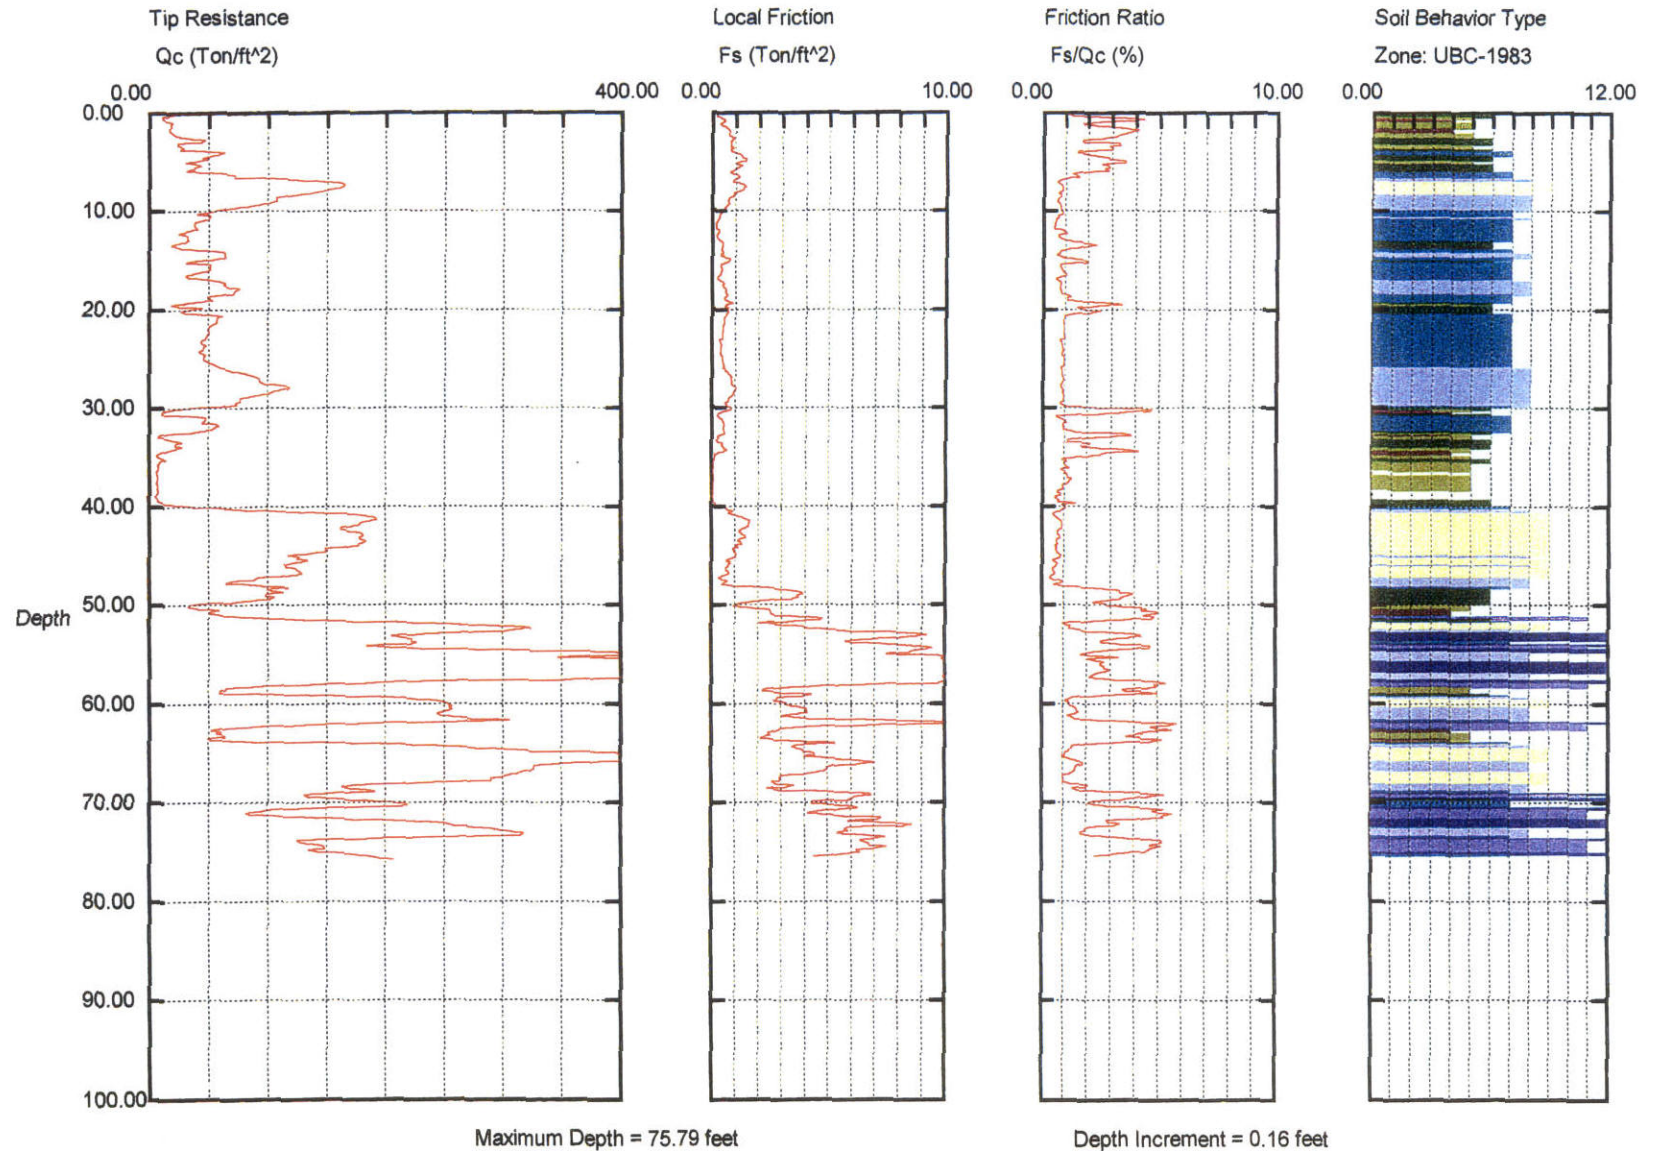 Tip Resistance
Qc (Ton/ft^2)
Local Friction
Fs (Ton/ft^2)
Friction Ratio
Fs/Qc (%)
Soil Behavior Type
Zone: UBC-1983
0.00 400.00 0.00 10.00 0.00 10.00 0.00 12.00
0.00
10.00
20.00
30.00
40.00
50.00
Depth
60.00
70.00
80.00
90.00
100.00
Maximum Depth = 75.79 feet
Depth Increment = 0.16 feet